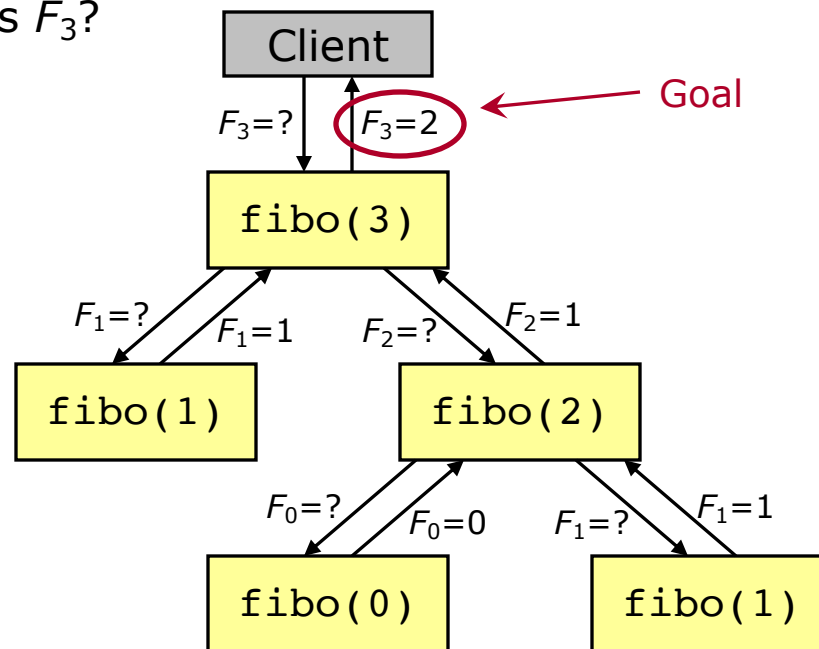 s F₃?
Client
F₃=?
F₃=2
Goal
fibo(3)
F₁=?
F₁=1
F₂=?
F₂=1
fibo(1)
fibo(2)
F₀=?
F₀=0
F₁=?
F₁=1
fibo(0)
fibo(1)